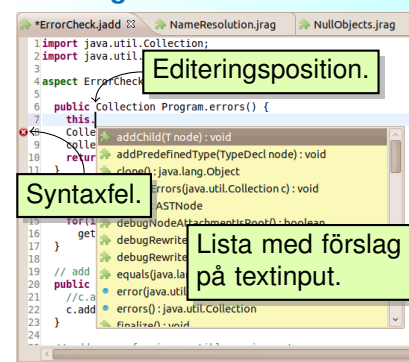 *ErrorCheck.jadd NameResolution.jrag NullObjects.jrag
1 import java.util.Collection;
2 import java.util.
3
4 aspect ErrorCheck
5
Editeringsposition.
6 public Collection Program.errors() {
7 this.
8 Colle
9 colle
10 retur
11 }
Syntaxfel.
addChild(T node) : void
addPredefinedType(TypeDecl node) : void
clone() : java.lang.Object
Errors(java.util.Collection c) : void
ASTNode
debugNodeAttachmentIsRoot() : boolean
debugRewrite
debugRewrite
equals(java.lan
error(java.util
errors() : java.util.Collection
finalize() : void
Lista med förslag
på textinput.
15 for(i
16 get
17 }
18
19 // add
20 public
21 //c.a
22 c.add
23 }
24